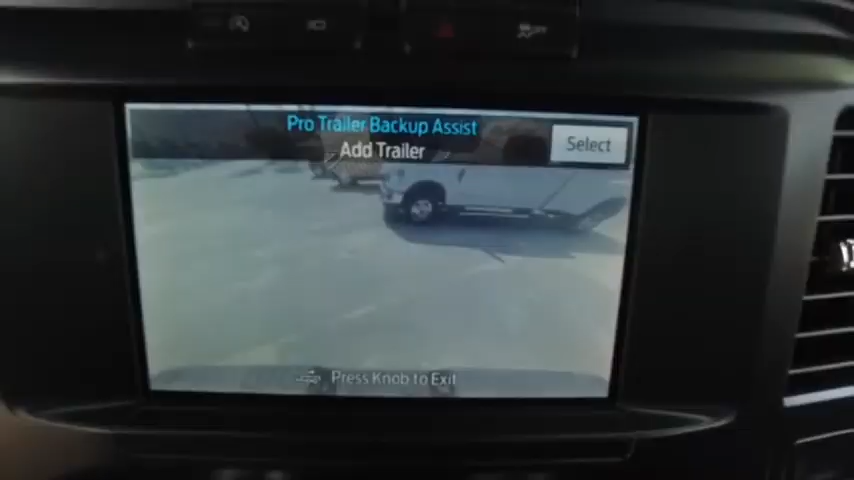 Pro Trailer Backup Assist
Add Trailer
Select
Press Knob to Exit